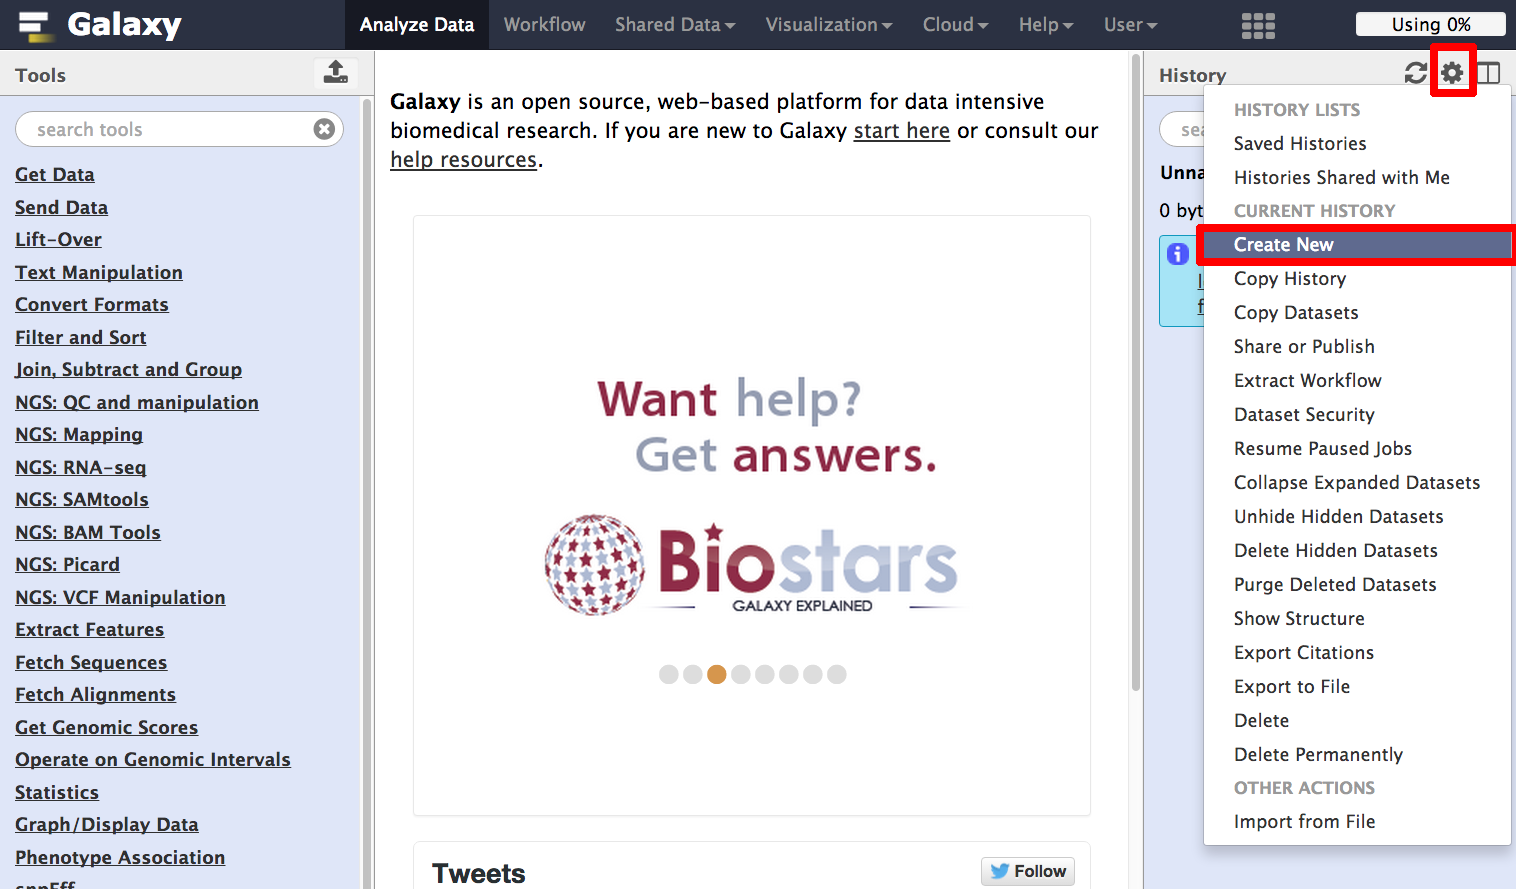 Galaxy
Analyze Data
Workflow
Shared Data
Visualization
Cloud
Help
User
Using 0%
Tools
search tools
Get Data
Send Data
Lift-Over
Text Manipulation
Convert Formats
Filter and Sort
Join, Subtract and Group
NGS: QC and manipulation
NGS: Mapping
NGS: RNA-seq
NGS: SAMtools
NGS: BAM Tools
NGS: Picard
NGS: VCF Manipulation
Extract Features
Fetch Sequences
Fetch Alignments
Get Genomic Scores
Operate on Genomic Intervals
Statistics
Graph/Display Data
Phenotype Association
Galaxy is an open source, web-based platform for data intensive
biomedical research. If you are new to Galaxy start here or consult our
help resources.
Want help?
Get answers.
Biostars
GALAXY EXPLAINED
Tweets
Follow
History
HISTORY LISTS
Saved Histories
Histories Shared with Me
CURRENT HISTORY
Create New
Copy History
Copy Datasets
Share or Publish
Extract Workflow
Dataset Security
Resume Paused Jobs
Collapse Expanded Datasets
Unhide Hidden Datasets
Delete Hidden Datasets
Purge Deleted Datasets
Show Structure
Export Citations
Export to File
Delete
Delete Permanently
OTHER ACTIONS
Import from File
Unna
0 byt